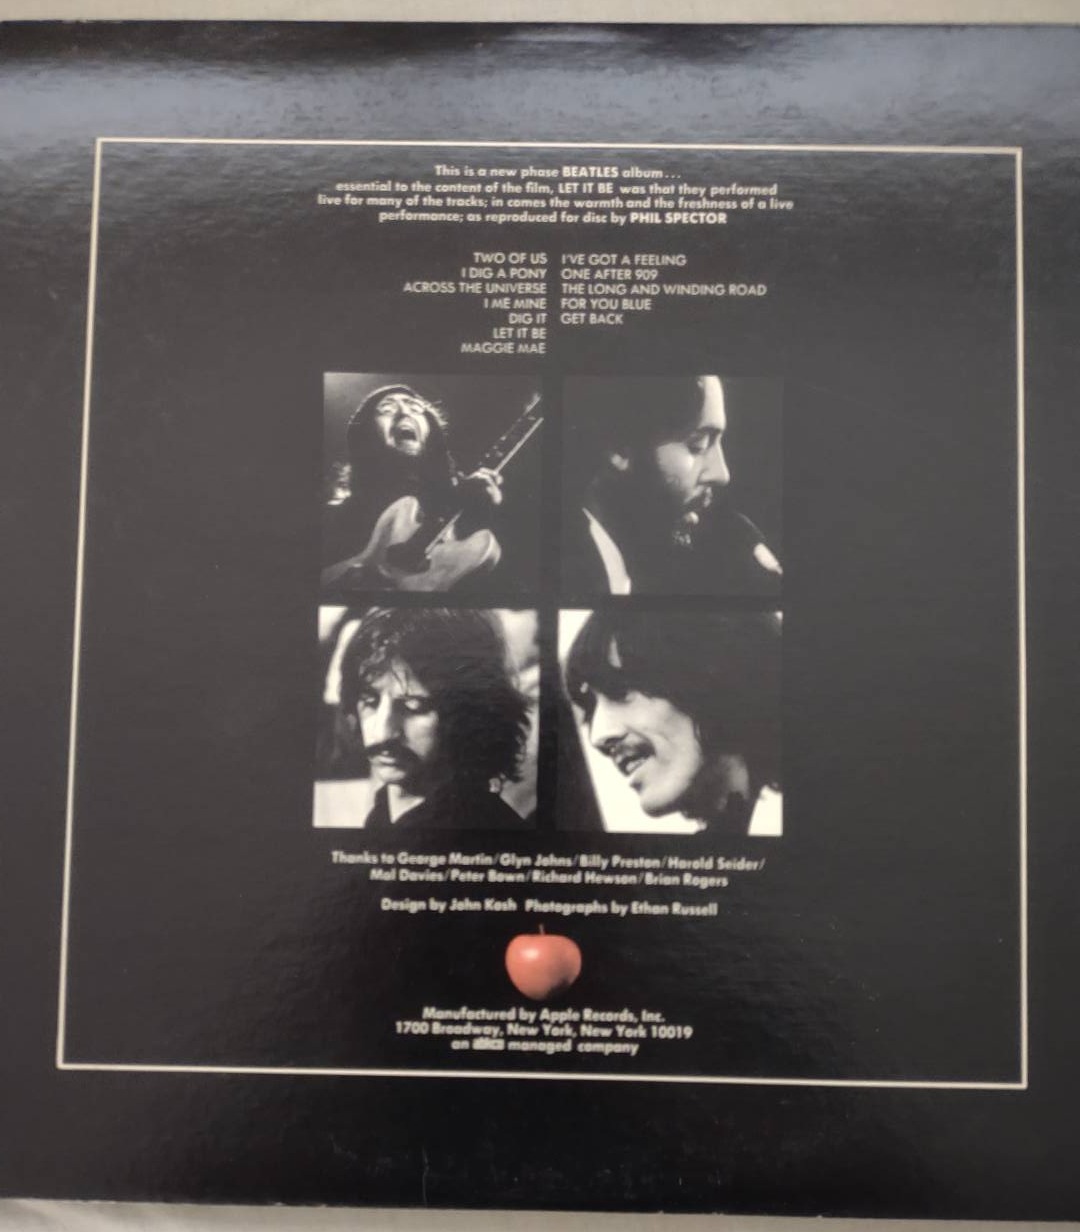 This is a new phase BEATLES album...
essential to the content of the film, LET IT BE was that they performed
live for many of the tracks; in comes the warmth and the freshness of a live
performance; as reproduced for disc by PHIL SPECTOR
TWO OF US
I DIG A PONY
ACROSS THE UNIVERSE
I ME MINE
DIG IT
LET IT BE
MAGGIE MAE
I'VE GOT A FEELING
ONE AFTER 909
THE LONG AND WINDING ROAD
FOR YOU BLUE
GET BACK
Thanks to George Martin/Glyn Johns/Billy Preston/Harold Seider/
Mal Davies/Peter Bown/Richard Hewson/Brian Rogers
Design by John Kosh Photographs by Ethan Russell
Manufactured by Apple Records, Inc.
1700 Broadway, New York, New York 10019
an abkco managed company